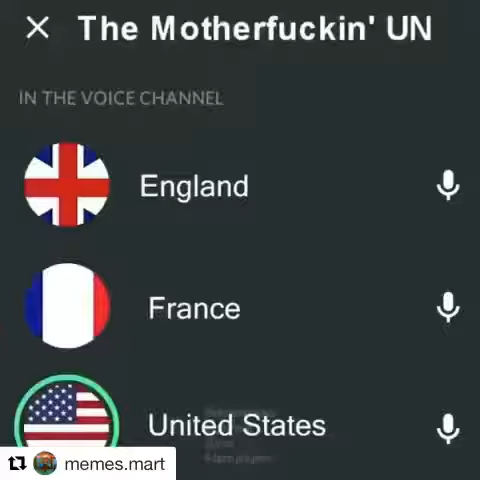 The Motherfuckin' UN
IN THE VOICE CHANNEL
England
France
United States
memes.mart